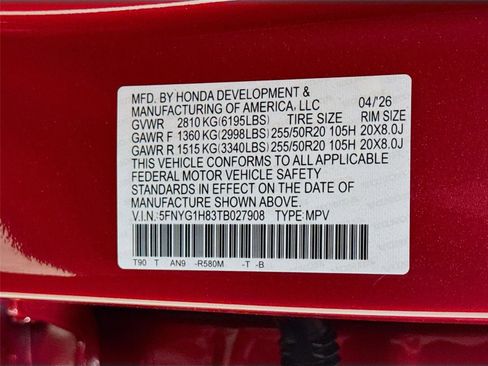 MFD. BY HONDA DEVELOPMENT &
MANUFACTURING OF AMERICA, LLC 04/'26
GVWR 2810 KG(6195LBS) TIRE SIZE RIM SIZE
GAWR F 1360 KG(2998LBS) 255/50R20 105H 20X8.0J
GAWR R 1515 KG(3340LBS) 255/50R20 105H 20X8.0J
THIS VEHICLE CONFORMS TO ALL APPLICABLE
FEDERAL MOTOR VEHICLE SAFETY
STANDARDS IN EFFECT ON THE DATE OF
MANUFACTURE SHOWN ABOVE.
V.I.N.: 5FNYG1H83TB027908 TYPE: MPV
T90 T AN9 -R580M -T -B